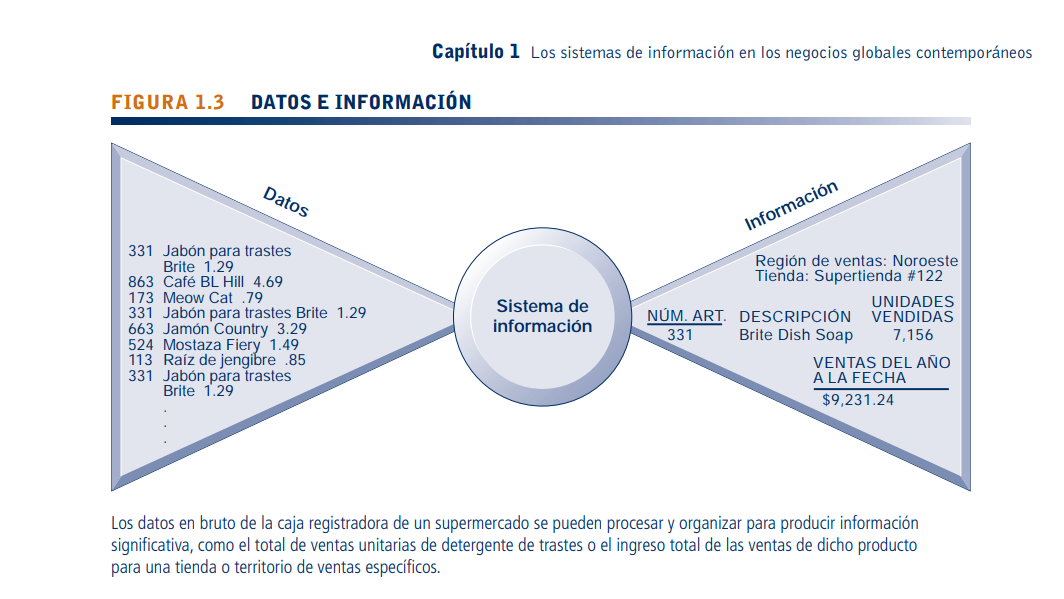 Capítulo 1 Los sistemas de información en los negocios globales contemporáneos
FIGURA 1.3 DATOS E INFORMACIÓN
Datos
331 Jabón para trastes
Brite 1.29
863 Café BL Hill 4.69
173 Meow Cat .79
331 Jabón para trastes Brite 1.29
663 Jamón Country 3.29
524 Mostaza Fiery 1.49
113 Raíz de jengibre .85
331 Jabón para trastes
Brite 1.29
.
.
.
Sistema de
información
Información
Región de ventas: Noroeste
Tienda: Supertienda #122
NÚM. ART. DESCRIPCIÓN UNIDADES VENDIDAS
331 Brite Dish Soap 7,156
VENTAS DEL AÑO
A LA FECHA
$9,231.24
Los datos en bruto de la caja registradora de un supermercado se pueden procesar y organizar para producir información
significativa, como el total de ventas unitarias de detergente de trastes o el ingreso total de las ventas de dicho producto
para una tienda o territorio de ventas específicos.